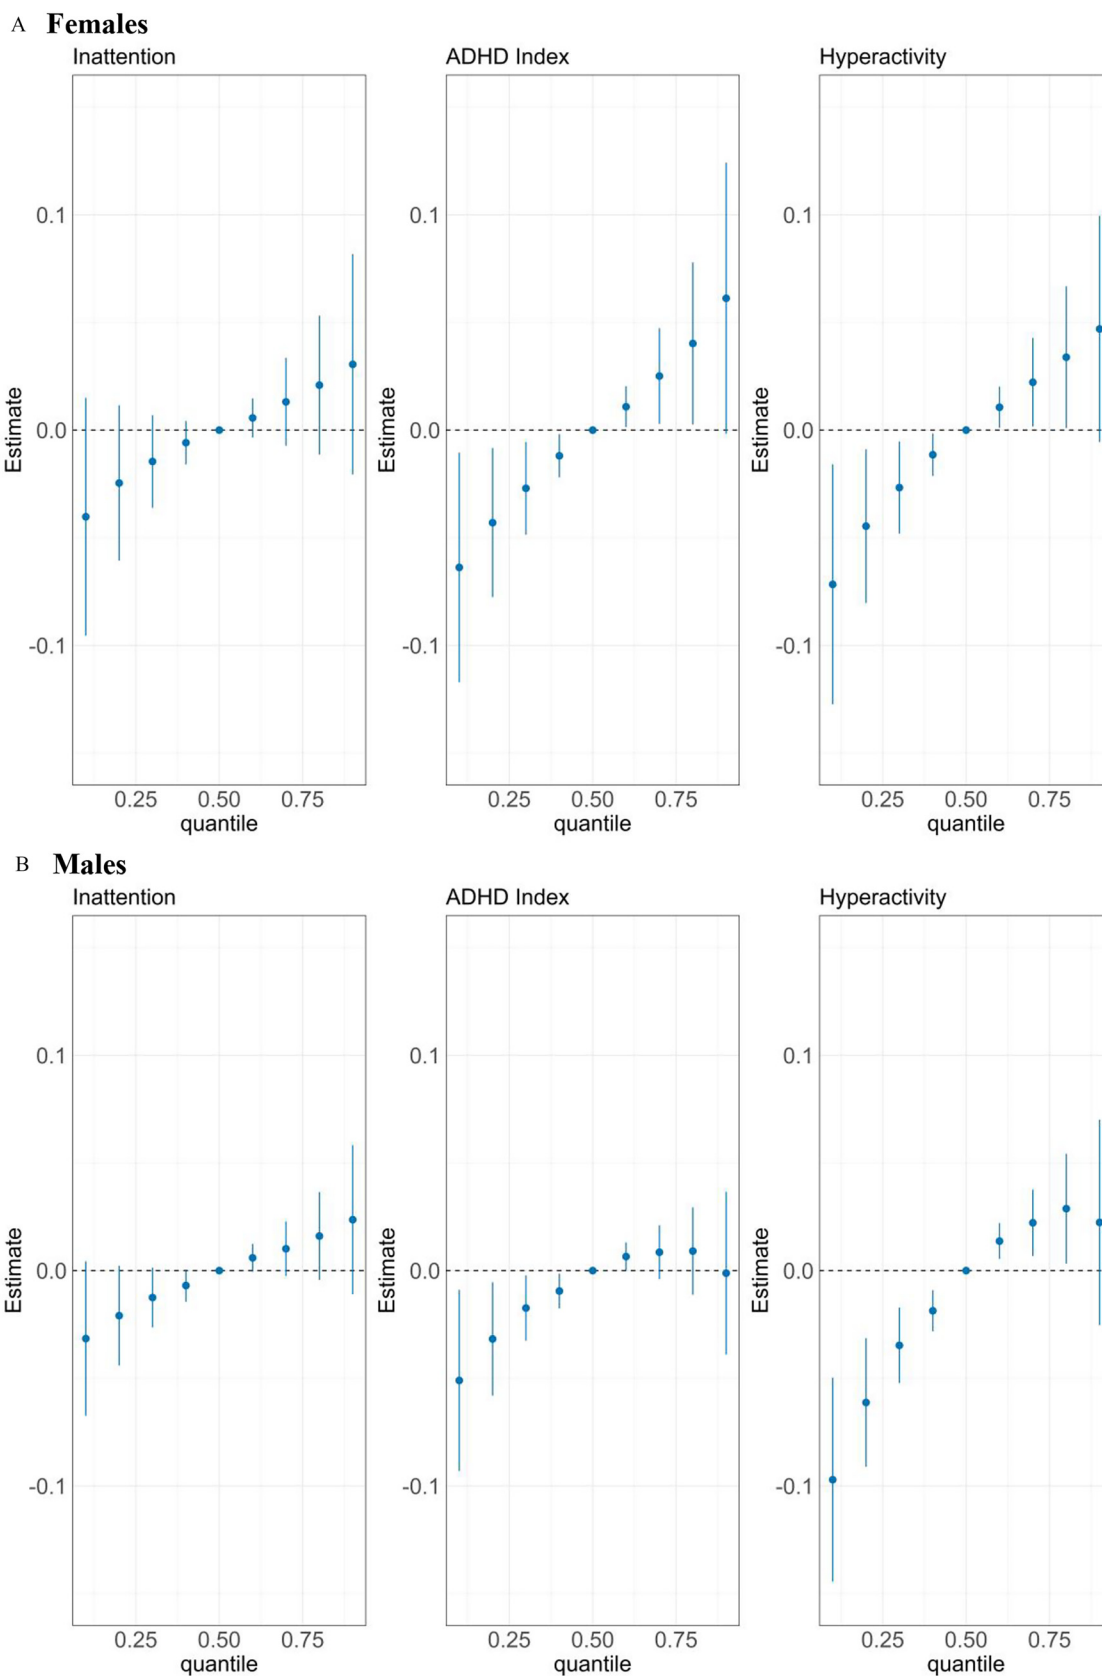 A Females
Inattention ADHD Index Hyperactivity
0.1 0.1 0.1
Estimate Estimate Estimate
0.0 0.0 0.0
-0.1 -0.1 -0.1
0.25 0.50 0.75 0.25 0.50 0.75 0.25 0.50 0.75
quantile quantile quantile
B Males
Inattention ADHD Index Hyperactivity
0.1 0.1 0.1
Estimate Estimate Estimate
0.0 0.0 0.0
-0.1 -0.1 -0.1
0.25 0.50 0.75 0.25 0.50 0.75 0.25 0.50 0.75
quantile quantile quantile